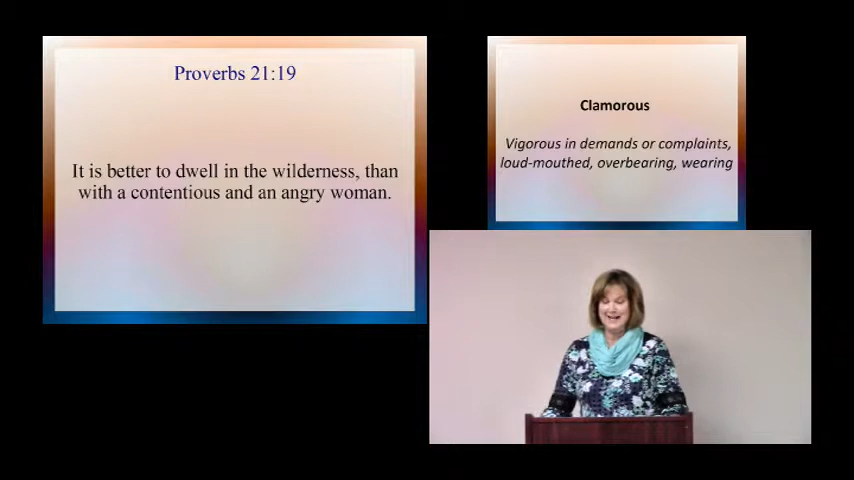 Proverbs 21:19
It is better to dwell in the wilderness, than
with a contentious and an angry woman.
Clamorous
Vigorous in demands or complaints,
loud-mouthed, overbearing, wearing